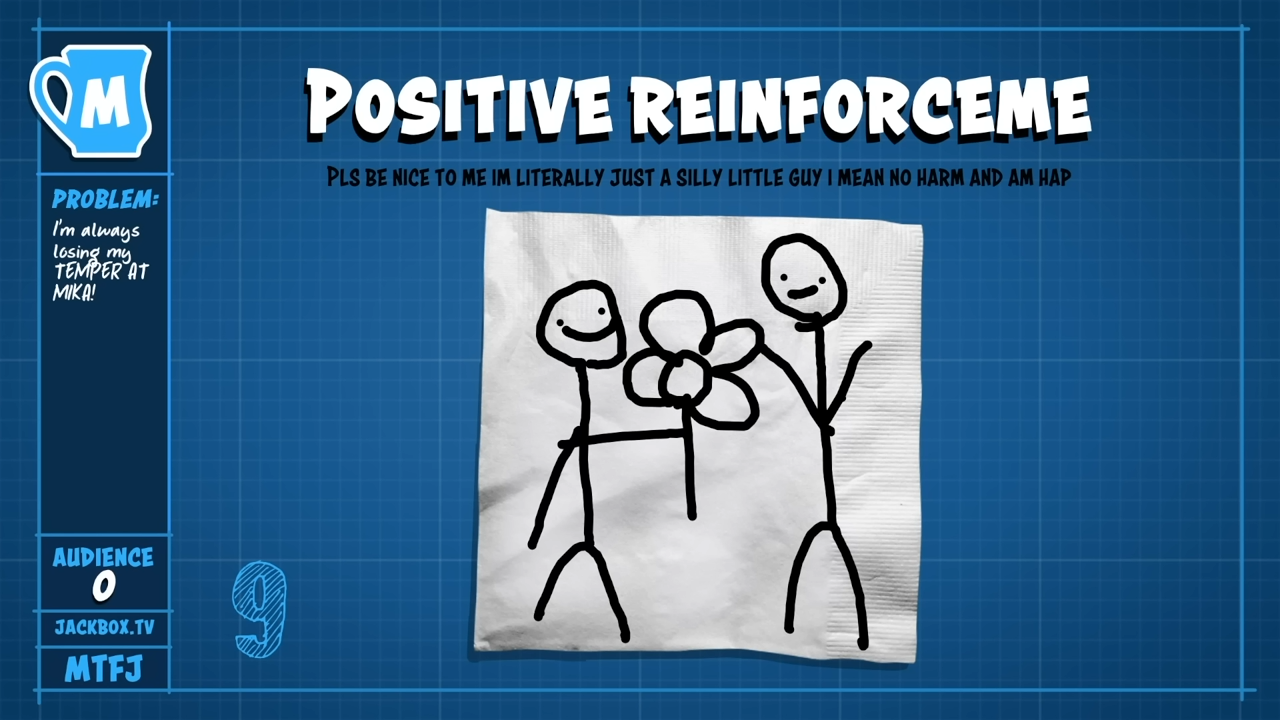 M
POSITIVE REINFORCEME
PLS BE NICE TO ME IM LITERALLY JUST A SILLY LITTLE GUY I MEAN NO HARM AND AM HAP
PROBLEM:
I'm always
losing my
TEMPER AT
MIKA!
AUDIENCE
0
JACKBOX.TV
MTFJ
9